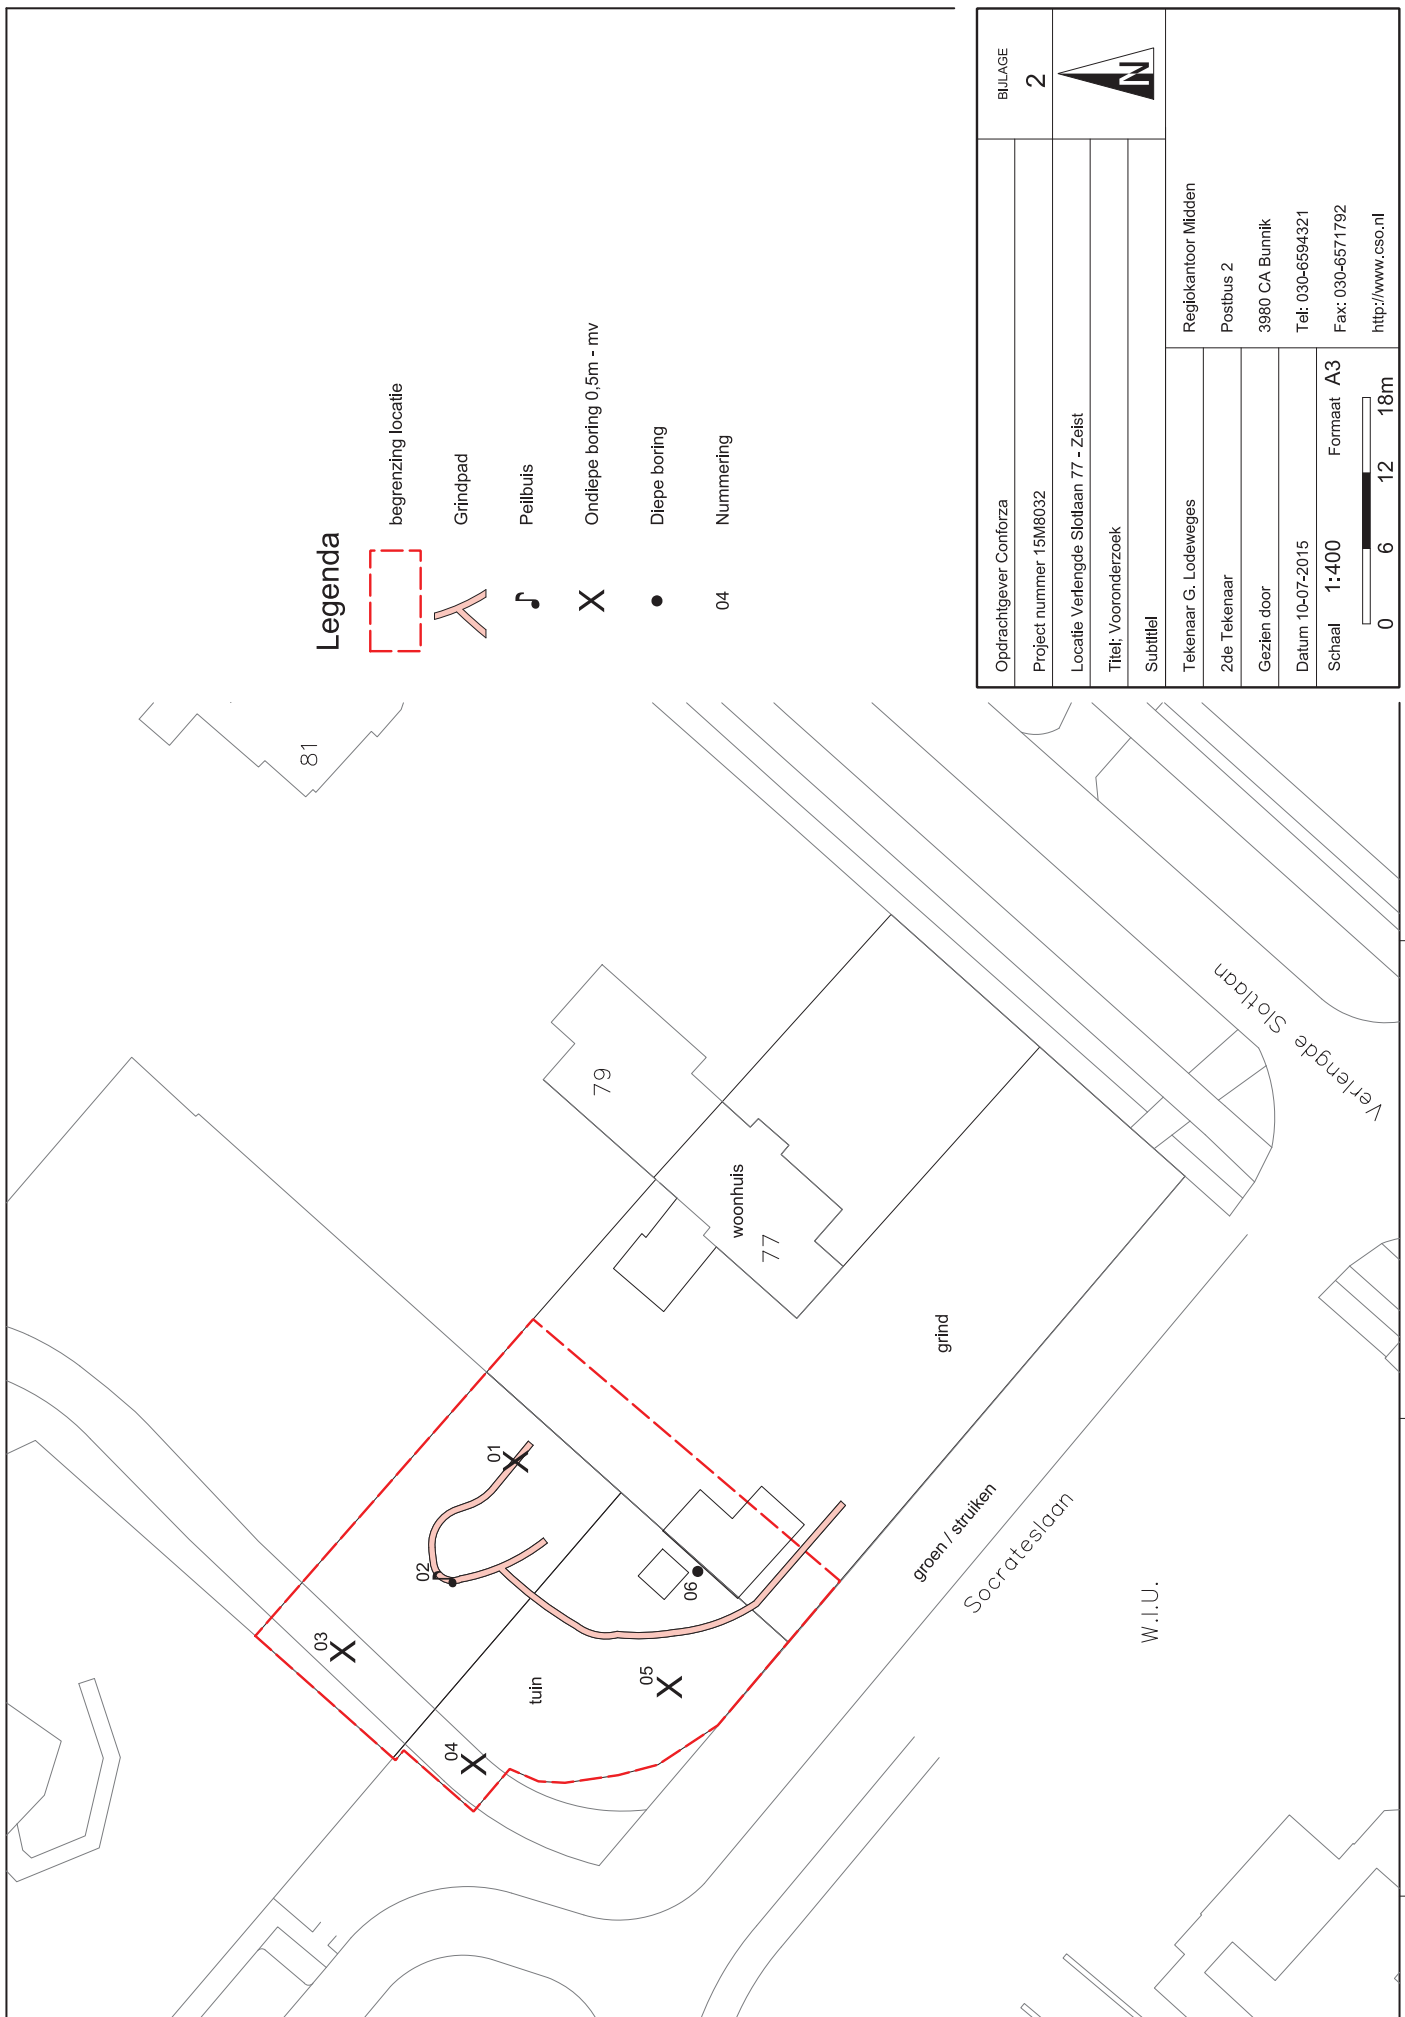 Legenda
begrenzing locatie
Grindpad
Peilbuis
Ondiepe boring 0,5m - mv
Diepe boring
04 Nummering
81
79
woonhuis
77
grind
01
02
03
04
05
06
tuin
groen / struiken
Socrateslaan
Verlengde Slotlaan
W.I.U.
Opdrachtgever Conforza
Project nummer 15M8032
Locatie Verlengde Slotlaan 77 - Zeist
Titel; Vooronderzoek
Subtitlel
BIJLAGE
2
N
Tekenaar G. Lodeweges
2de Tekenaar
Gezien door
Datum 10-07-2015
Schaal 1:400 Formaat A3
0 6 12 18m
Regiokantoor Midden
Postbus 2
3980 CA Bunnik
Tel: 030-6594321
Fax: 030-6571792
http://www.cso.nl